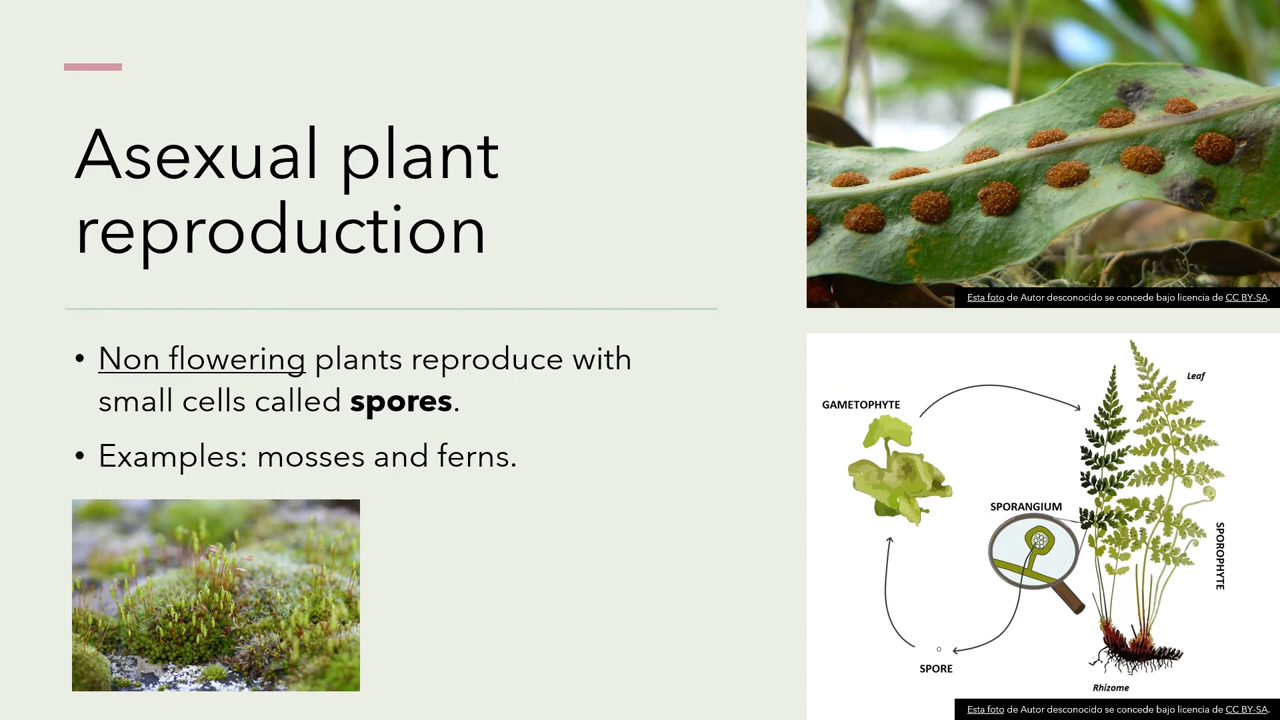 Asexual plant
reproduction
• Non flowering plants reproduce with
small cells called spores.
• Examples: mosses and ferns.
Esta foto de Autor desconocido se concede bajo licencia de CC BY-SA.
Leaf
GAMETOPHYTE
SPORANGIUM
SPOROPHYTE
SPORE
Rhizome
Esta foto de Autor desconocido se concede bajo licencia de CC BY-SA.